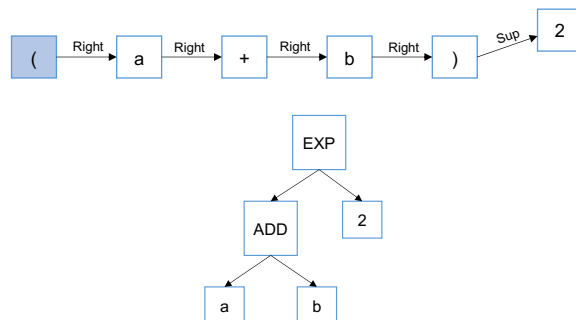 2
Right Right Right Right Sup
( a + b )
EXP
ADD 2
a b